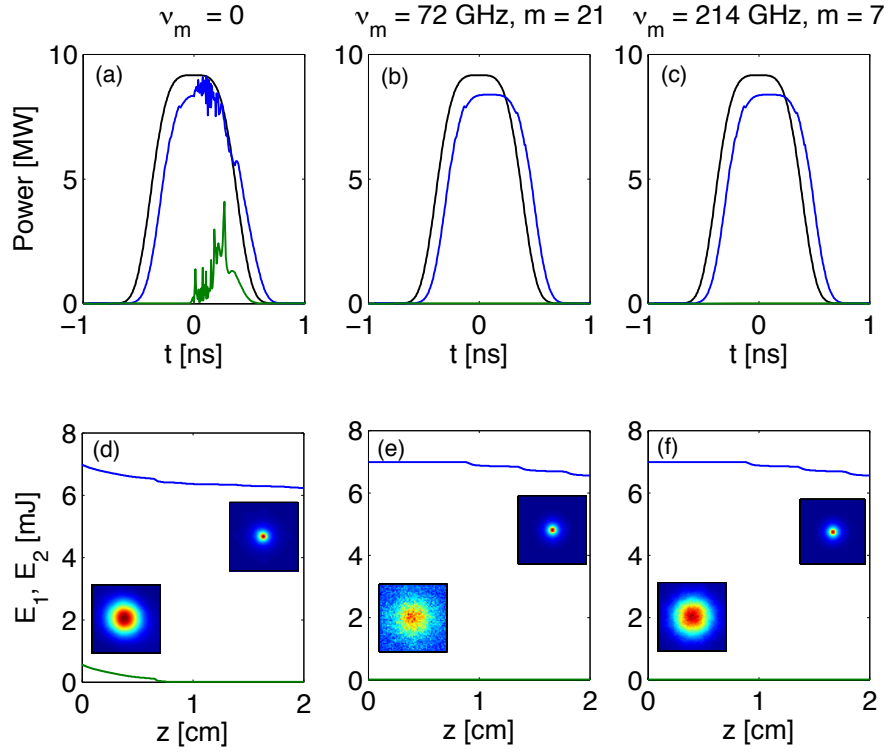 ν_m = 0
ν_m = 72 GHz, m = 21
ν_m = 214 GHz, m = 7
Power [MW]
10
5
0
(a)
−1 0 1
t [ns]
10
5
0
(b)
−1 0 1
t [ns]
10
5
0
(c)
−1 0 1
t [ns]
E_1, E_2 [mJ]
8
6
4
2
0
(d)
0 1 2
z [cm]
8
6
4
2
0
(e)
0 1 2
z [cm]
8
6
4
2
0
(f)
0 1 2
z [cm]